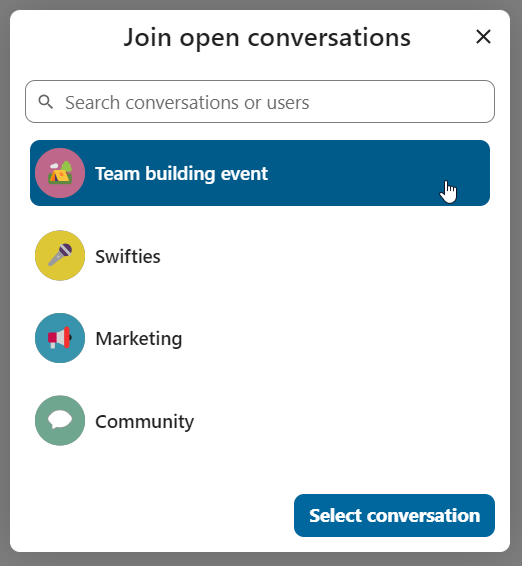 Join open conversations
Search conversations or users
Team building event
Swifties
Marketing
Community
Select conversation